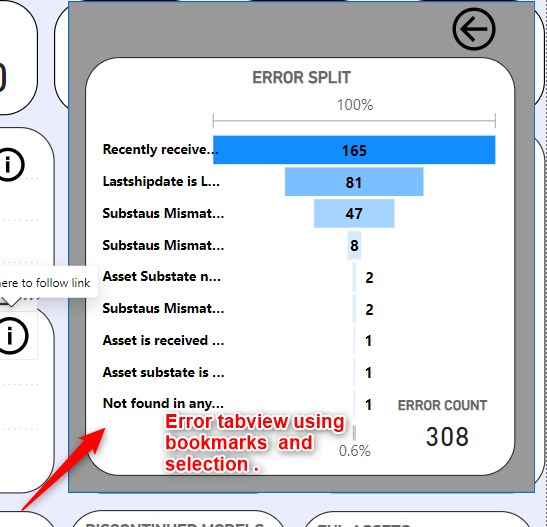 ERROR SPLIT
100%
Recently receive... 165
Lastshipdate is L... 81
Substaus Mismat... 47
Substaus Mismat... 8
Asset Substate n... 2
Substaus Mismat... 2
Asset is received ... 1
Asset substate is ... 1
Not found in any... 1
0.6%
ERROR COUNT
308
ere to follow link
Error tabview using
bookmarks and
selection .
DISCONTINUED MODELS